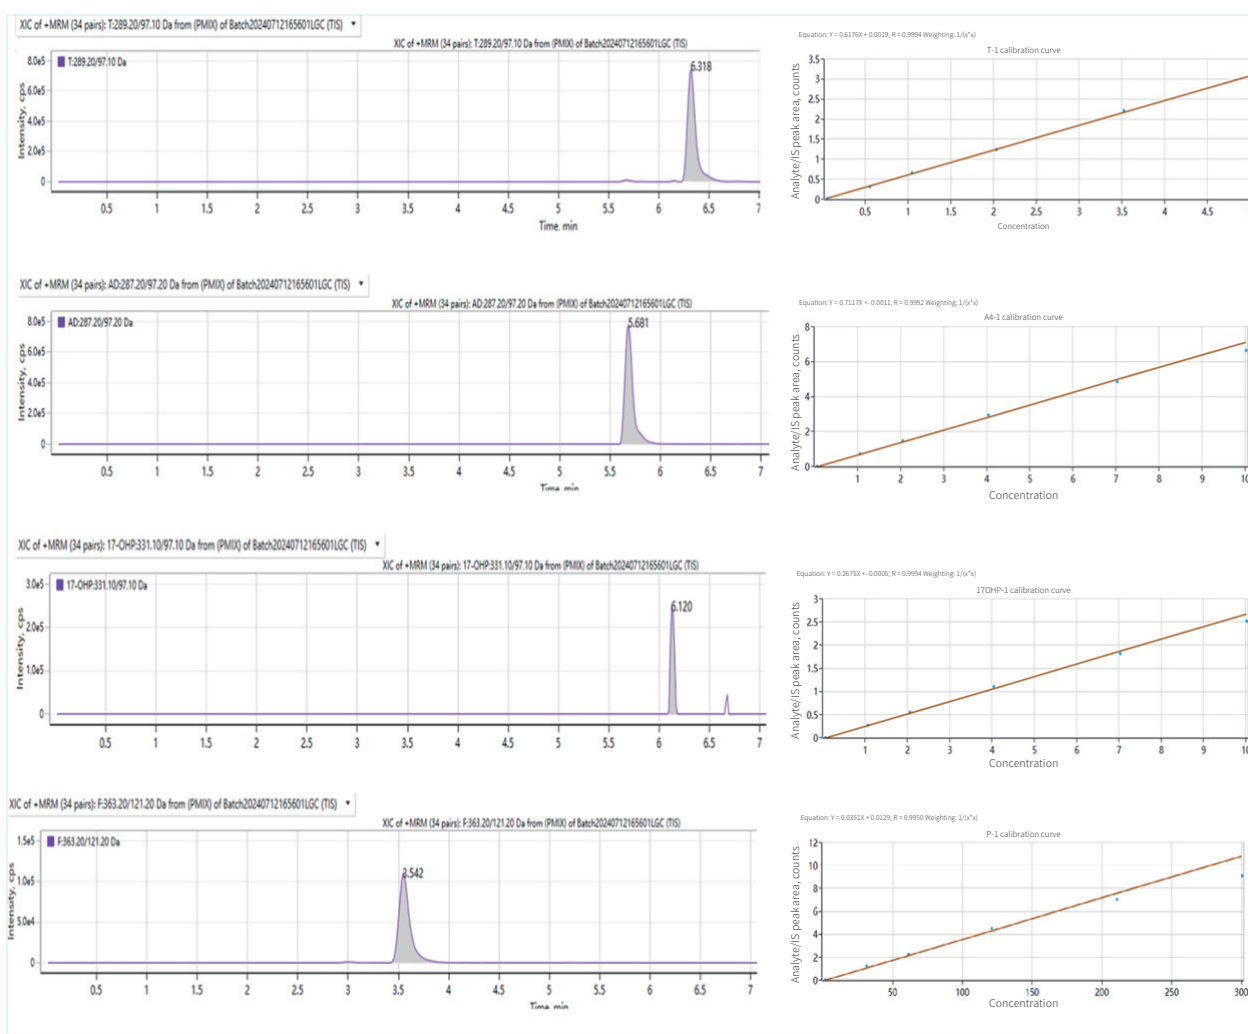 XIC of +MRM (34 pairs): T:289.20/97.10 Da from (PMIX) of Batch20240712165601LGC (TIS)
XIC of +MRM (34 pairs): T:289.20/97.10 Da from (PMIX) of Batch20240712165601LGC (TIS)
T:289.20/97.10 Da
6.318
Intensity, cps
8.0e5
6.0e5
4.0e5
2.0e5
0
0.5 1 1.5 2 2.5 3 3.5 4 4.5 5 5.5 6 6.5 7
Time, min
Equation: Y = 0.6176X + 0.0019; R = 0.9994 Weighting: 1/(x*x)
T-1 calibration curve
Analyte/IS peak area, counts
3.5
3
2.5
2
1.5
1
0.5
0
0.5 1 1.5 2 2.5 3 3.5 4 4.5
Concentration
XIC of +MRM (34 pairs): AD:287.20/97.20 Da from (PMIX) of Batch20240712165601LGC (TIS)
XIC of +MRM (34 pairs): AD:287.20/97.20 Da from (PMIX) of Batch20240712165601LGC (TIS)
AD:287.20/97.20 Da
5.681
Intensity, cps
8.0e5
6.0e5
4.0e5
2.0e5
0
0.5 1 1.5 2 2.5 3 3.5 4 4.5 5 5.5 6 6.5 7
Time, min
Equation: Y = 0.7117X +- 0.0011; R = 0.9992 Weighting: 1/(x*x)
A4-1 calibration curve
Analyte/IS peak area, counts
8
6
4
2
0
1 2 3 4 5 6 7 8 9 10
Concentration
XIC of +MRM (34 pairs): 17-OHP:331.10/97.10 Da from (PMIX) of Batch20240712165601LGC (TIS)
XIC of +MRM (34 pairs): 17-OHP:331.10/97.10 Da from (PMIX) of Batch20240712165601LGC (TIS)
17-OHP:331.10/97.10 Da
6.120
Intensity, cps
3.0e5
2.0e5
1.0e5
0
0.5 1 1.5 2 2.5 3 3.5 4 4.5 5 5.5 6 6.5 7
Equation: Y = 0.2675X +- 0.0005; R = 0.9994 Weighting: 1/(x*x)
17OHP-1 calibration curve
Analyte/IS peak area, counts
3
2.5
2
1.5
1
0.5
0
1 2 3 4 5 6 7 8 9 10
Concentration
XIC of +MRM (34 pairs): F:363.20/121.20 Da from (PMIX) of Batch20240712165601LGC (TIS)
XIC of +MRM (34 pairs): F:363.20/121.20 Da from (PMIX) of Batch20240712165601LGC (TIS)
F:363.20/121.20 Da
3.542
Intensity, cps
1.5e5
1.0e5
5.0e4
0
0.5 1 1.5 2 2.5 3 3.5 4 4.5 5 5.5 6 6.5 7
Time, min
Equation: Y = 0.0351X + 0.0129; R = 0.9950 Weighting: 1/(x*x)
P-1 calibration curve
Analyte/IS peak area, counts
12
10
8
6
4
2
0
50 100 150 200 250 300
Concentration